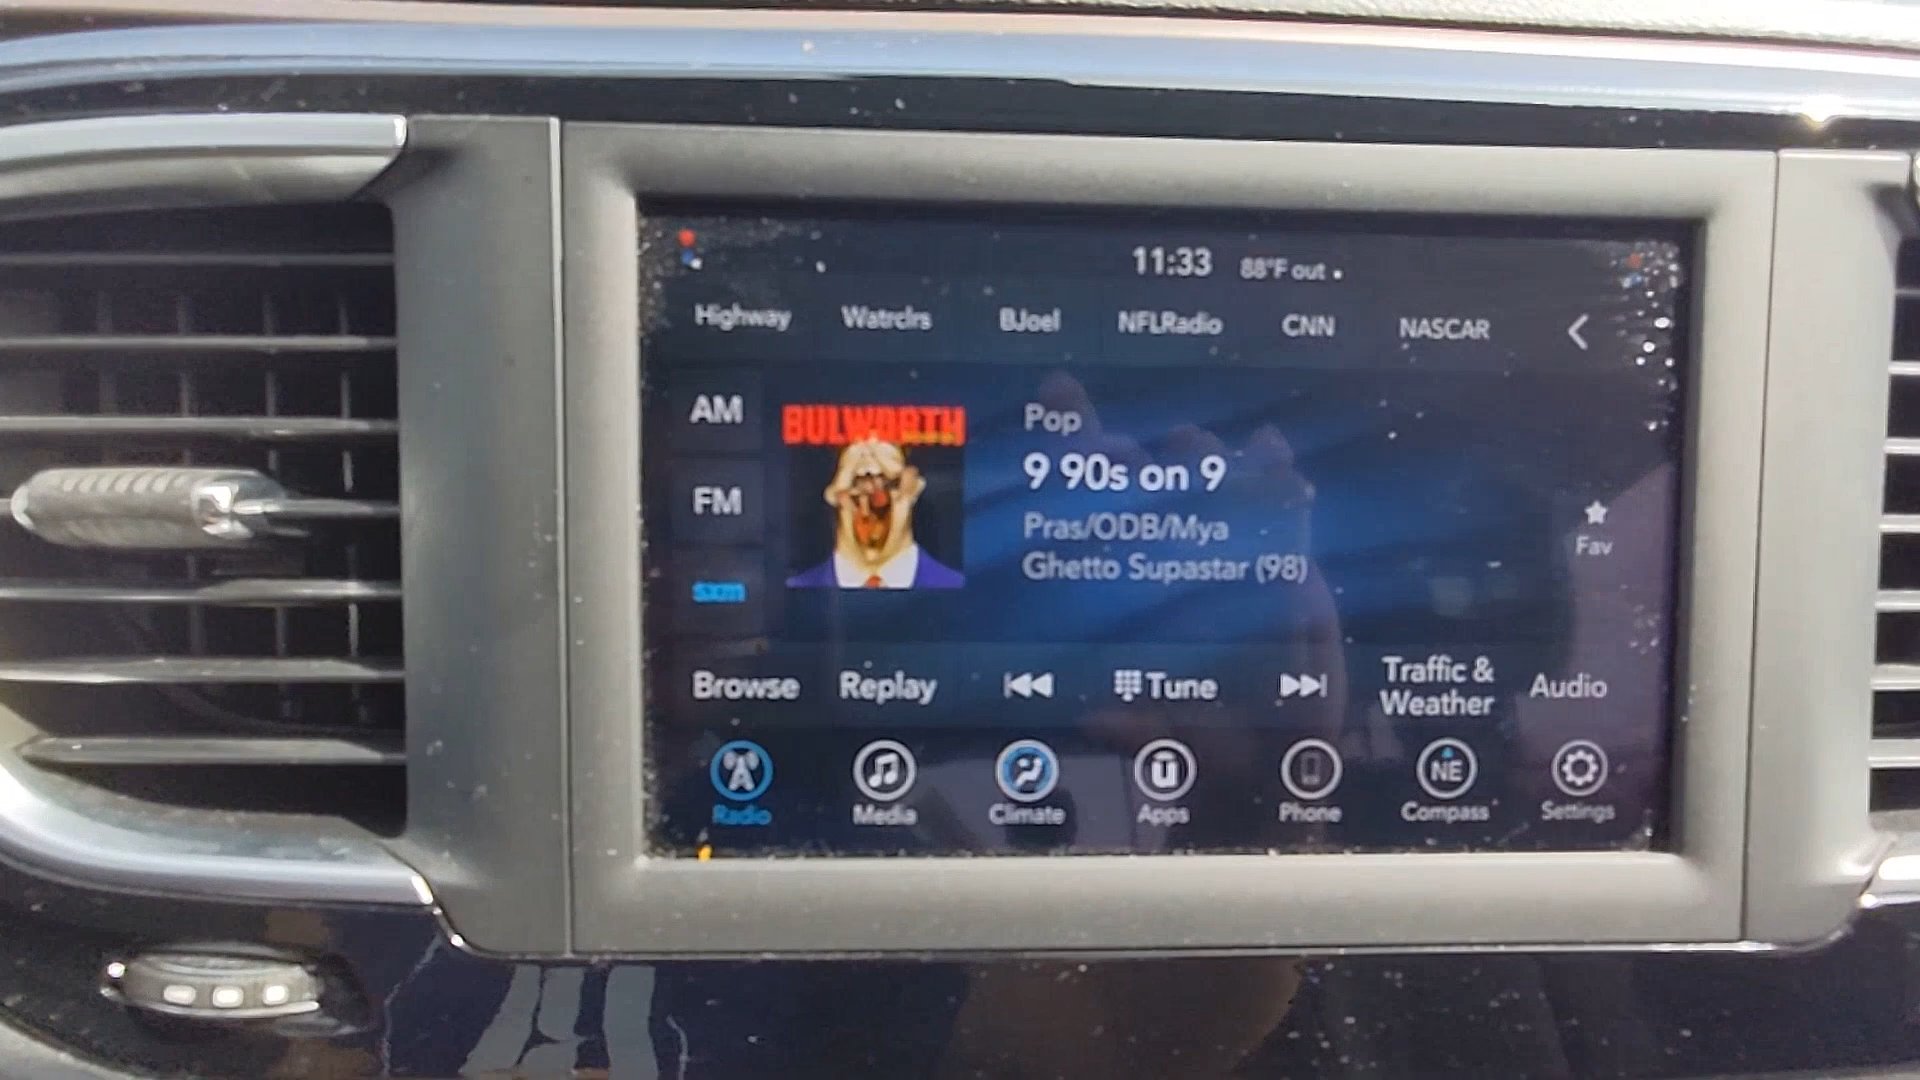 11:33 88°F out
Highway Watrclrs BJoel NFLRadio CNN NASCAR
AM
FM
sxm
BULWORTH
Pop
9 90s on 9
Pras/ODB/Mya
Ghetto Supastar (98)
Fav
Browse Replay Tune Traffic & Weather Audio
NE
Radio Media Climate Apps Phone Compass Settings